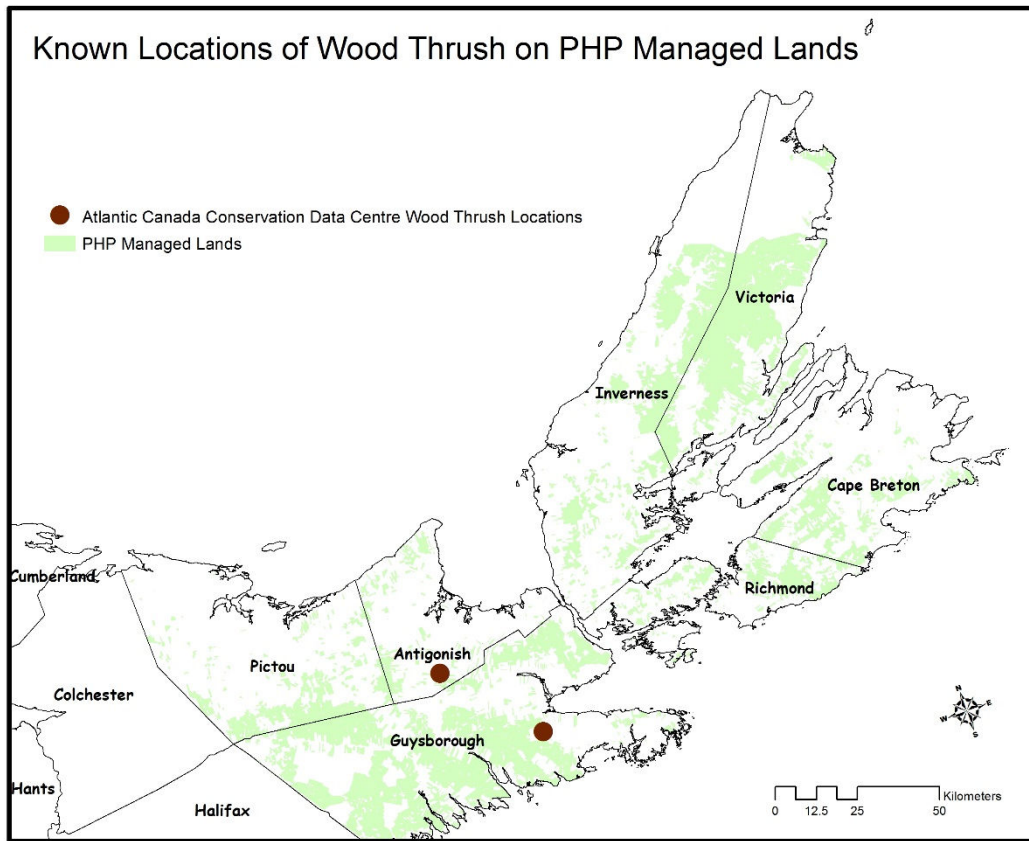 Known Locations of Wood Thrush on PHP Managed Lands
Atlantic Canada Conservation Data Centre Wood Thrush Locations
PHP Managed Lands
Victoria
Inverness
Cape Breton
Cumberland
Richmond
Antigonish
Pictou
Colchester
Guysborough
N
W E
S
Hants
Halifax
Kilometers
0 12.5 25 50